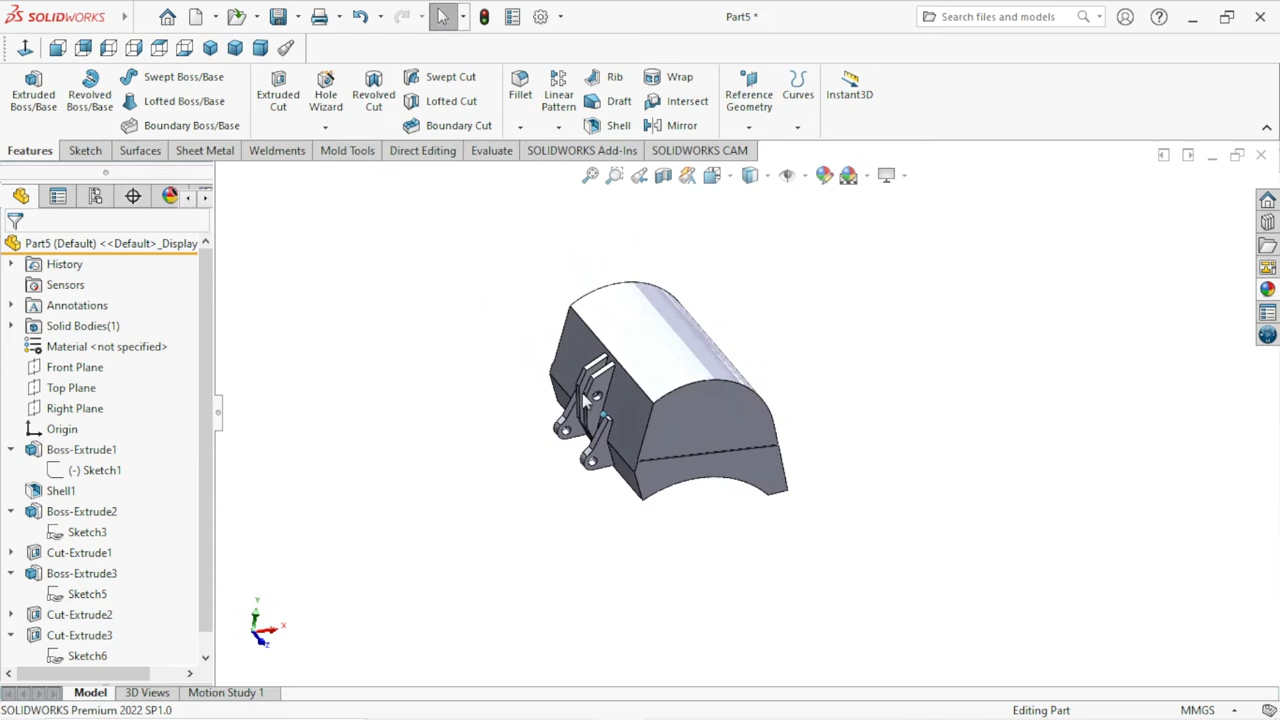 SOLIDWORKS
Part5 *
Search files and models
Extruded Boss/Base
Revolved Boss/Base
Swept Boss/Base
Lofted Boss/Base
Boundary Boss/Base
Extruded Cut
Hole Wizard
Revolved Cut
Swept Cut
Lofted Cut
Boundary Cut
Fillet
Linear Pattern
Rib
Draft
Shell
Wrap
Intersect
Mirror
Reference Geometry
Curves
Instant3D
Features
Sketch
Surfaces
Sheet Metal
Weldments
Mold Tools
Direct Editing
Evaluate
SOLIDWORKS Add-Ins
SOLIDWORKS CAM
Part5 (Default) <<Default>_Display
History
Sensors
Annotations
Solid Bodies(1)
Material <not specified>
Front Plane
Top Plane
Right Plane
Origin
Boss-Extrude1
(-) Sketch1
Shell1
Boss-Extrude2
Sketch3
Cut-Extrude1
Boss-Extrude3
Sketch5
Cut-Extrude2
Cut-Extrude3
Sketch6
Y
X
Z
Model
3D Views
Motion Study 1
SOLIDWORKS Premium 2022 SP1.0
Editing Part
MMGS